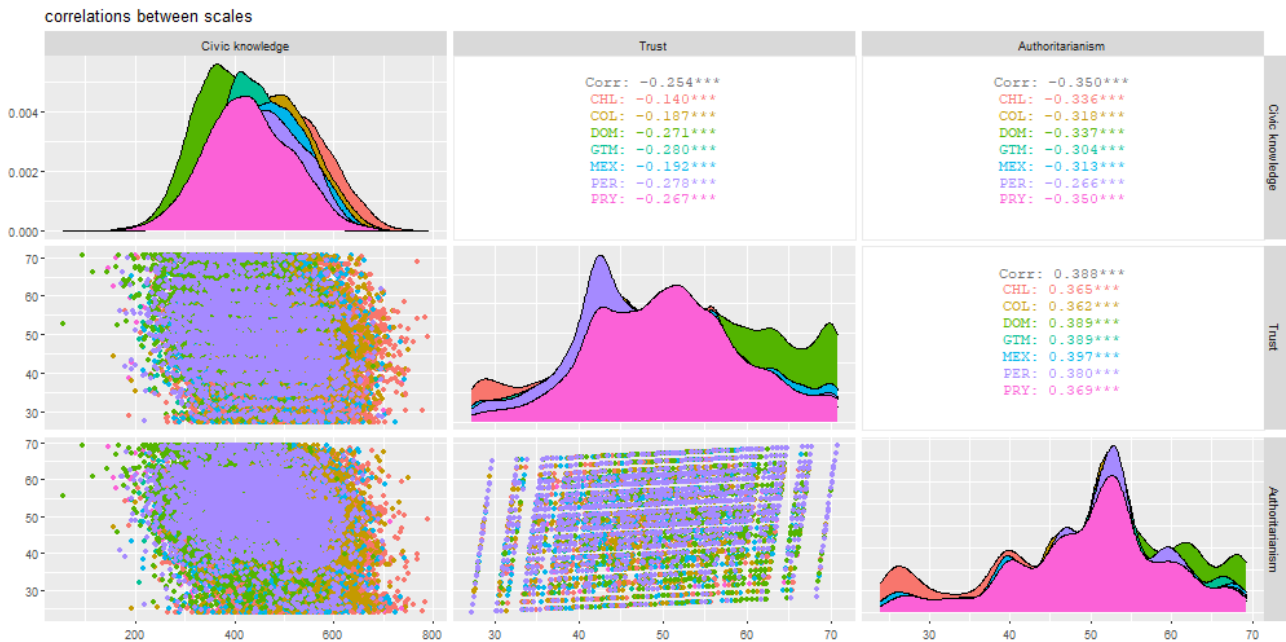 correlations between scales
Civic knowledge
Trust
Authoritarianism
0.004
0.002
0.000
Corr: -0.254***
CHL: -0.140***
COL: -0.187***
DOM: -0.271***
GTM: -0.280***
MEX: -0.192***
PER: -0.278***
PRY: -0.267***
Corr: -0.350***
CHL: -0.336***
COL: -0.318***
DOM: -0.337***
GTM: -0.304***
MEX: -0.313***
PER: -0.266***
PRY: -0.350***
Civic knowledge
70
60
50
40
30
Corr: 0.388***
CHL: 0.365***
COL: 0.362***
DOM: 0.389***
GTM: 0.389***
MEX: 0.397***
PER: 0.380***
PRY: 0.369***
Trust
70
60
50
40
30
Authoritarianism
200
400
600
800
30
40
50
60
70
30
40
50
60
70